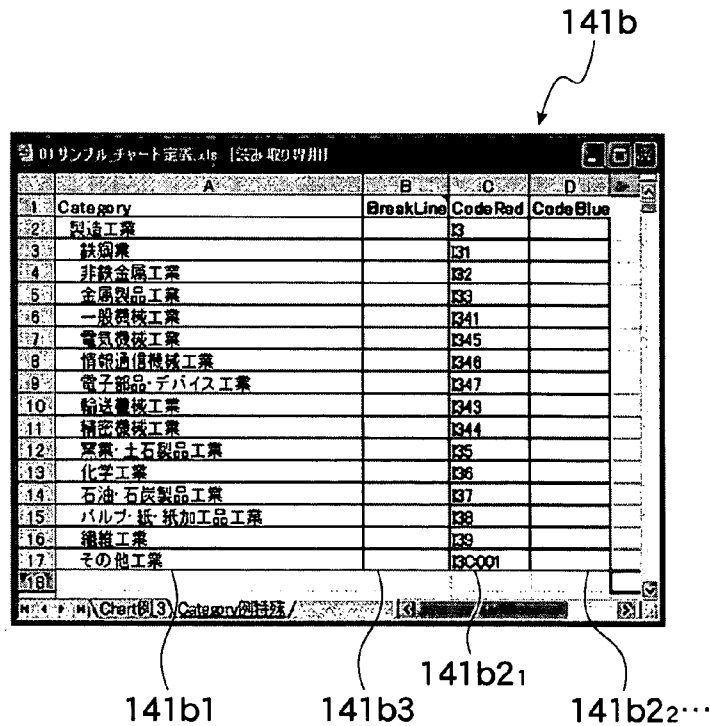 141b
01サンプル_チャート定義.xls [読み取り専用]
A B C D
1 Category BreakLine CodeRed CodeBlue
2 製造工業 I3
3 鉄鋼業 I31
4 非鉄金属工業 I32
5 金属製品工業 I33
6 一般機械工業 I341
7 電気機械工業 I345
8 情報通信機械工業 I346
9 電子部品・デバイス工業 I347
10 輸送機械工業 I343
11 精密機械工業 I344
12 窯業・土石製品工業 I35
13 化学工業 I36
14 石油・石炭製品工業 I37
15 パルプ・紙・紙加工品工業 I38
16 繊維工業 I39
17 その他工業 I3C001
18
Chart例_3 Category例特殊
141b2₁
141b1 141b3 141b2₂…